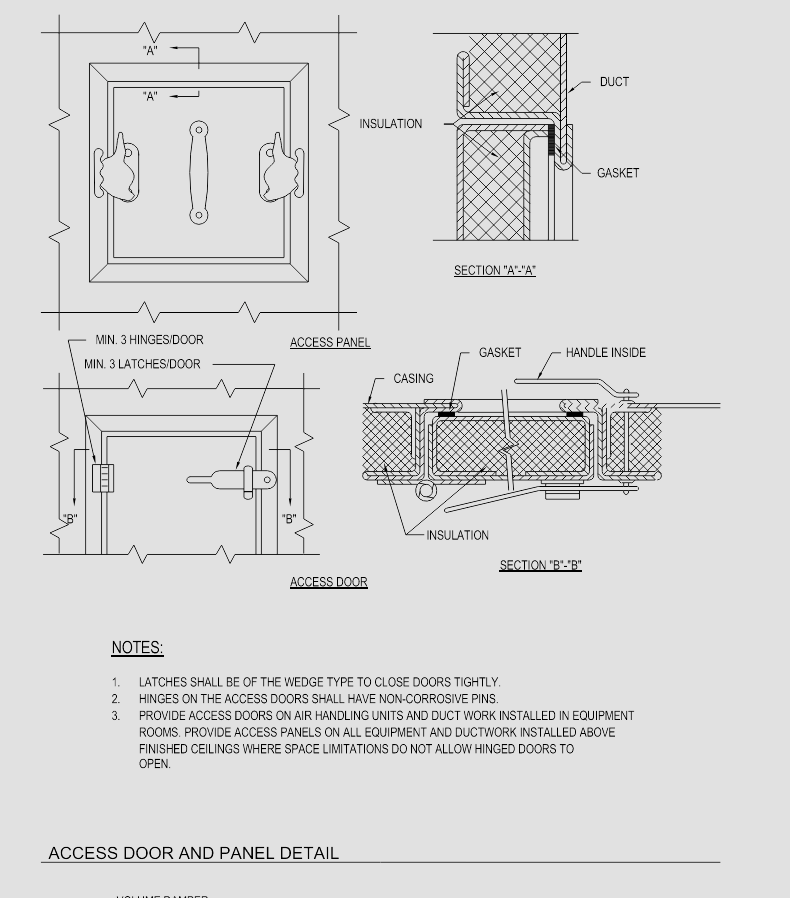 "A"
"A"
DUCT
INSULATION
GASKET
SECTION "A"-"A"
MIN. 3 HINGES/DOOR
ACCESS PANEL
MIN. 3 LATCHES/DOOR
GASKET
HANDLE INSIDE
CASING
"B"
"B"
INSULATION
SECTION "B"-"B"
ACCESS DOOR
NOTES:
1. LATCHES SHALL BE OF THE WEDGE TYPE TO CLOSE DOORS TIGHTLY.
2. HINGES ON THE ACCESS DOORS SHALL HAVE NON-CORROSIVE PINS.
3. PROVIDE ACCESS DOORS ON AIR HANDLING UNITS AND DUCT WORK INSTALLED IN EQUIPMENT
ROOMS. PROVIDE ACCESS PANELS ON ALL EQUIPMENT AND DUCTWORK INSTALLED ABOVE
FINISHED CEILINGS WHERE SPACE LIMITATIONS DO NOT ALLOW HINGED DOORS TO
OPEN.
ACCESS DOOR AND PANEL DETAIL
VOLUME DAMPER